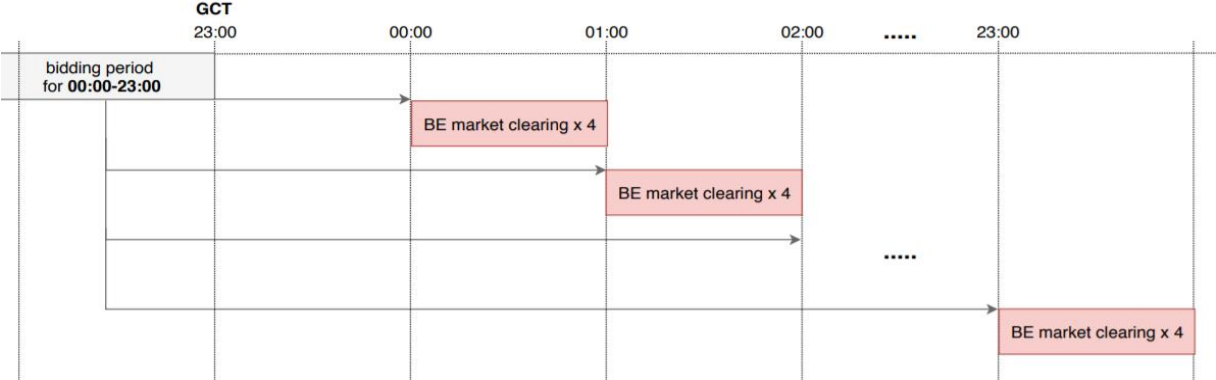 GCT
23:00 00:00 01:00 02:00 ..... 23:00
bidding period
for 00:00-23:00
BE market clearing x 4
BE market clearing x 4
.....
BE market clearing x 4